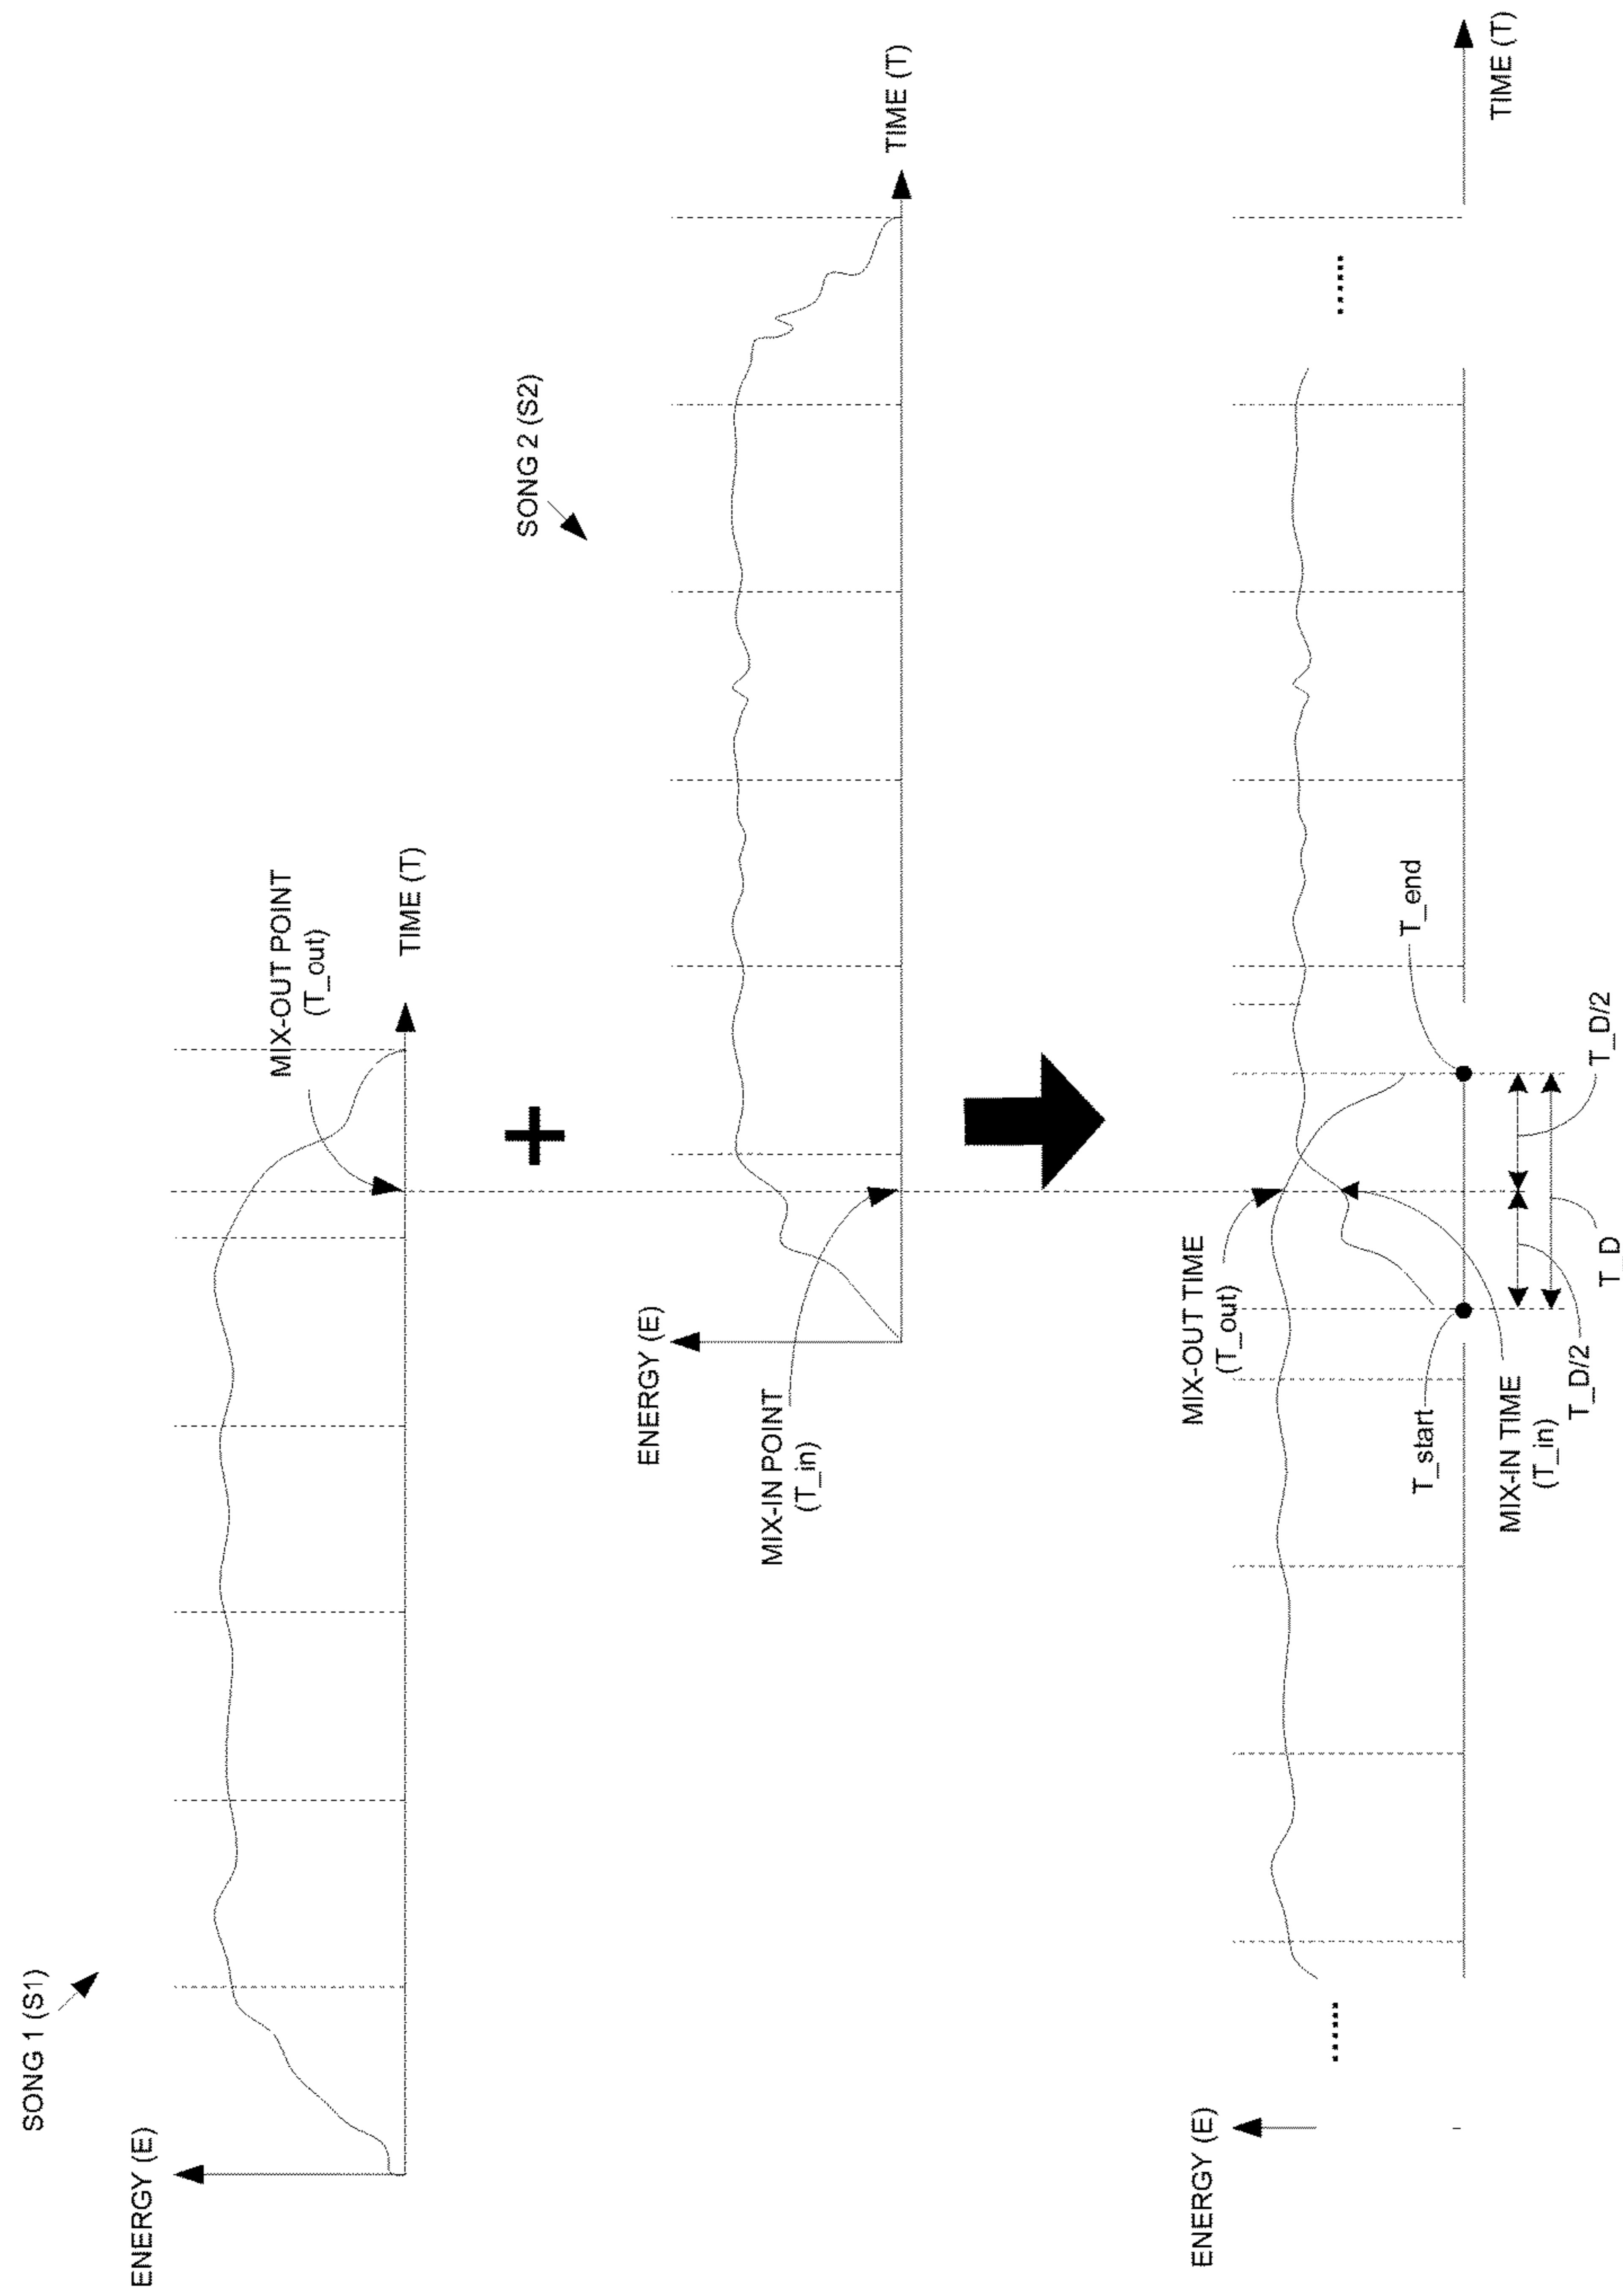 SONG 1 (S1)
ENERGY (E)
MIX-OUT POINT
(T_out)
TIME (T)
SONG 2 (S2)
ENERGY (E)
MIX-IN POINT
(T_in)
TIME (T)
ENERGY (E)
MIX-OUT TIME
(T_out)
T_start
T_end
MIX-IN TIME
(T_in)
T_D/2
T_D
T_D/2
TIME (T)